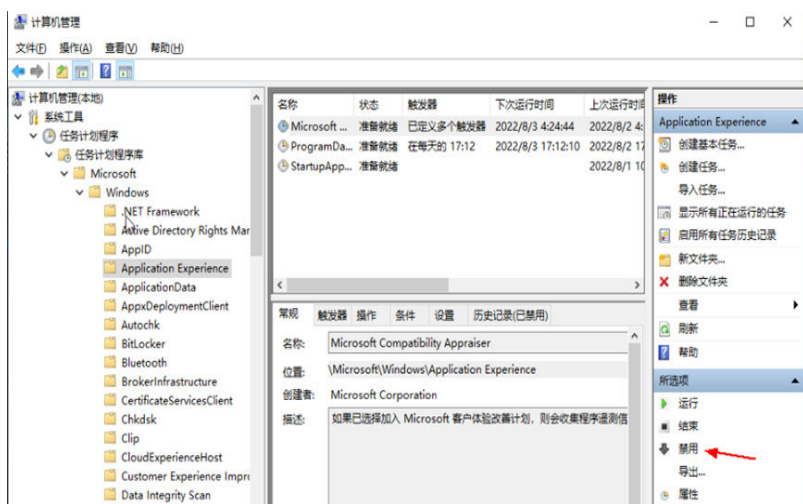 计算机管理
文件(F) 操作(A) 查看(V) 帮助(H)
计算机管理(本地)
系统工具
任务计划程序
任务计划程序库
Microsoft
Windows
.NET Framework
Active Directory Rights Mar
AppID
Application Experience
ApplicationData
AppxDeploymentClient
Autochk
BitLocker
Bluetooth
BrokerInfrastructure
CertificateServicesClient
Chkdsk
Clip
CloudExperienceHost
Customer Experience Impro
Data Integrity Scan
名称 状态 触发器 下次运行时间 上次运行时间
Microsoft ... 准备就绪 已定义多个触发器 2022/8/3 4:24:44 2022/8/2 4:
ProgramDa... 准备就绪 在每天的 17:12 2022/8/3 17:12:10 2022/8/2 17
StartupApp... 准备就绪 2022/8/1 10
常规 触发器 操作 条件 设置 历史记录(已禁用)
名称: Microsoft Compatibility Appraiser
位置: \Microsoft\Windows\Application Experience
创建者: Microsoft Corporation
描述: 如果已选择加入 Microsoft 客户体验改善计划，则会收集程序遥测信
操作
Application Experience
创建基本任务...
创建任务...
导入任务...
显示所有正在运行的任务
启用所有任务历史记录
新文件夹...
删除文件夹
查看
刷新
帮助
所选项
运行
结束
禁用
导出...
属性